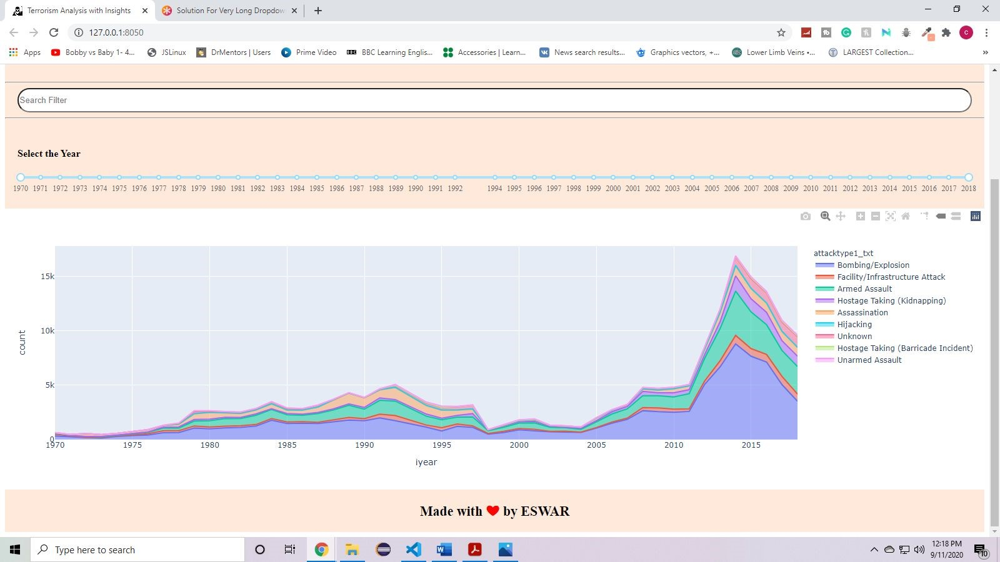 Terrorism Analysis with Insights
Solution For Very Long Dropdow
127.0.0.1:8050
Apps
Bobby vs Baby 1- 4...
JSLinux
DrMentors | Users
Prime Video
BBC
BBC Learning Englis...
Accessories | Learn...
News search results...
Graphics vectors, +...
Lower Limb Veins •...
LARGEST Collection...
Search Filter
Select the Year
1970 1971 1972 1973 1974 1975 1976 1977 1978 1979 1980 1981 1982 1983 1984 1985 1986 1987 1988 1989 1990 1991 1992 1994 1995 1996 1997 1998 1999 2000 2001 2002 2003 2004 2005 2006 2007 2008 2009 2010 2011 2012 2013 2014 2015 2016 2017 2018
attacktype1_txt
Bombing/Explosion
Facility/Infrastructure Attack
Armed Assault
Hostage Taking (Kidnapping)
Assassination
Hijacking
Unknown
Hostage Taking (Barricade Incident)
Unarmed Assault
15k
10k
5k
0
count
1970 1975 1980 1985 1990 1995 2000 2005 2010 2015
iyear
Made with ❤ by ESWAR
Type here to search
12:18 PM
9/11/2020
10